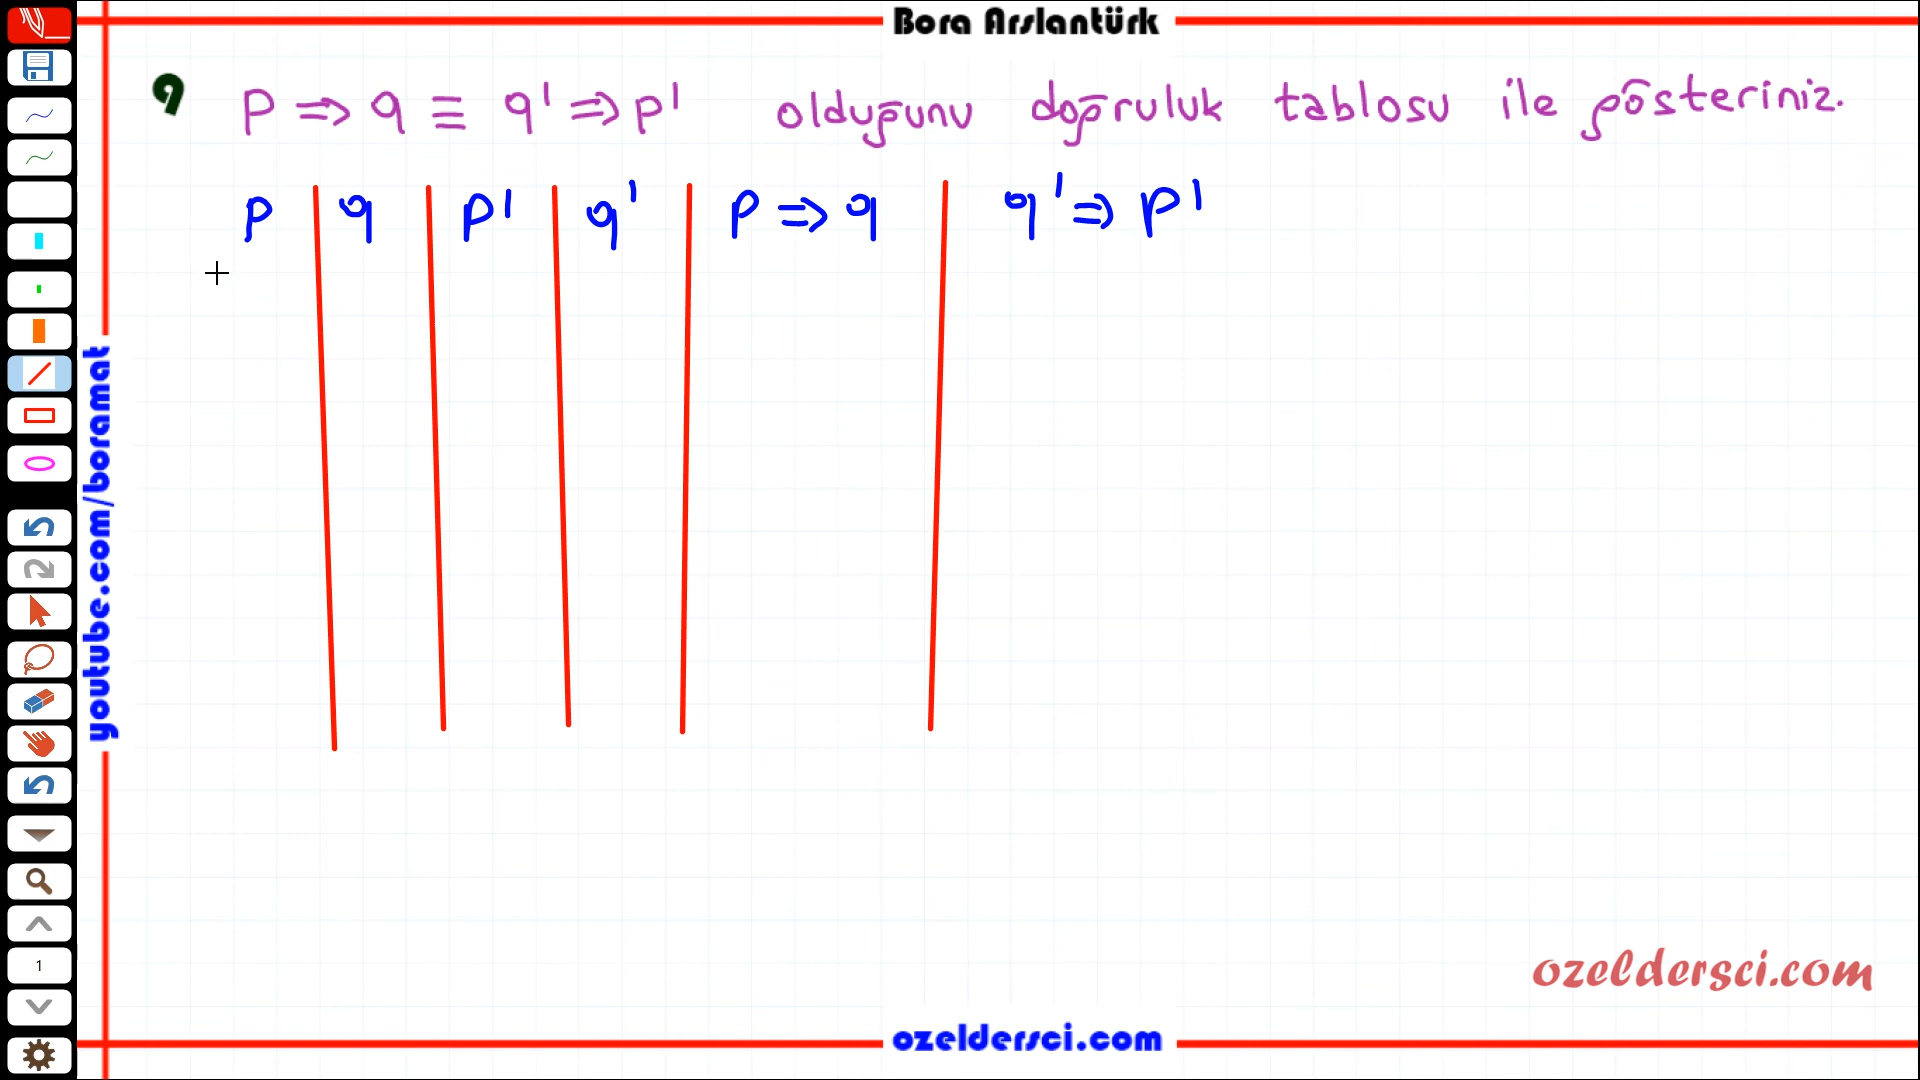 Bora Arslantürk
9 p ⇒ q ≡ q' ⇒ p' olduğunu doğruluk tablosu ile gösteriniz.
p q p' q' p ⇒ q q' ⇒ p'
youtube.com/boramat
1
ozeldersci.com
ozeldersci.com